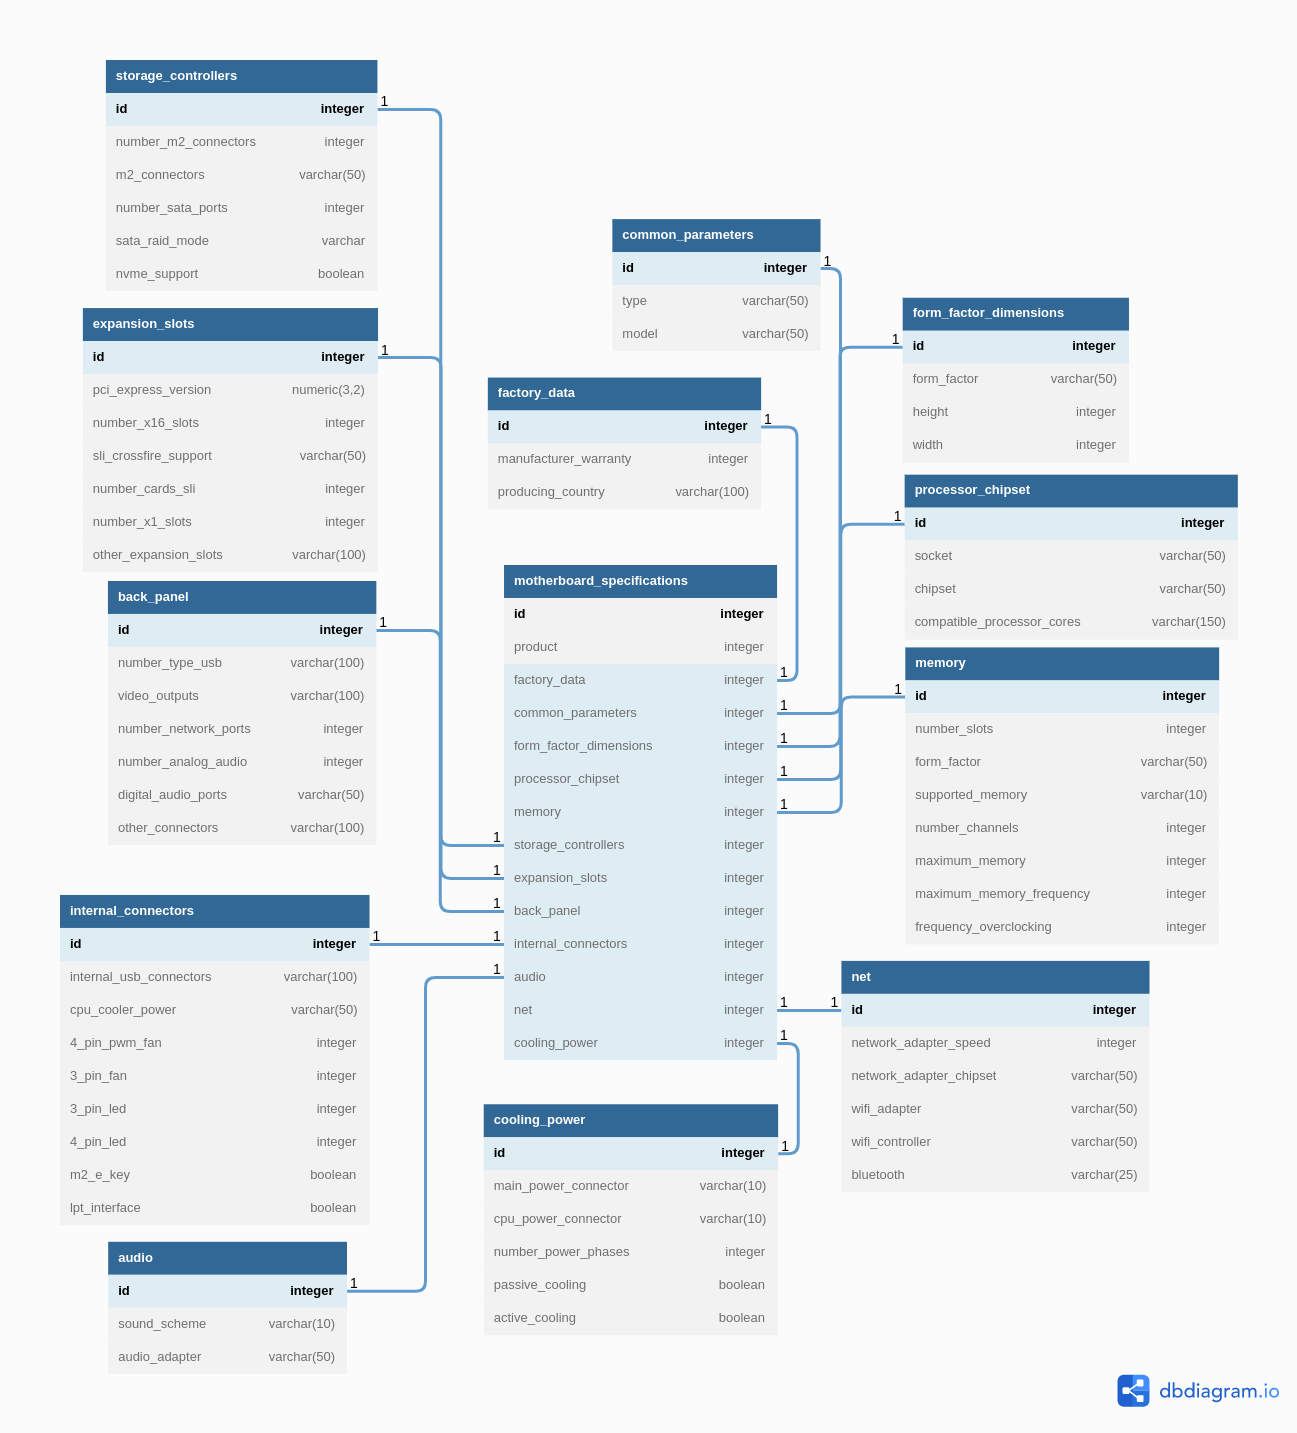 storage_controllers
id integer 1
number_m2_connectors integer
m2_connectors varchar(50)
number_sata_ports integer
sata_raid_mode varchar
nvme_support boolean
expansion_slots
id integer 1
pci_express_version numeric(3,2)
number_x16_slots integer
sli_crossfire_support varchar(50)
number_cards_sli integer
number_x1_slots integer
other_expansion_slots varchar(100)
back_panel
id integer 1
number_type_usb varchar(100)
video_outputs varchar(100)
number_network_ports integer
number_analog_audio integer
digital_audio_ports varchar(50)
other_connectors varchar(100)
internal_connectors
id integer 1
internal_usb_connectors varchar(100)
cpu_cooler_power varchar(50)
4_pin_pwm_fan integer
3_pin_fan integer
3_pin_led integer
4_pin_led integer
m2_e_key boolean
lpt_interface boolean
audio
id integer 1
sound_scheme varchar(10)
audio_adapter varchar(50)
common_parameters
id integer 1
type varchar(50)
model varchar(50)
factory_data
id integer 1
manufacturer_warranty integer
producing_country varchar(100)
motherboard_specifications
id integer
product integer
factory_data integer 1
common_parameters integer 1
form_factor_dimensions integer 1
processor_chipset integer 1
memory integer 1
1 storage_controllers integer
1 expansion_slots integer
1 back_panel integer
1 internal_connectors integer
1 audio integer
net integer 1
cooling_power integer 1
cooling_power
id integer 1
main_power_connector varchar(10)
cpu_power_connector varchar(10)
number_power_phases integer
passive_cooling boolean
active_cooling boolean
form_factor_dimensions
1 id integer
form_factor varchar(50)
height integer
width integer
processor_chipset
1 id integer
socket varchar(50)
chipset varchar(50)
compatible_processor_cores varchar(150)
memory
1 id integer
number_slots integer
form_factor varchar(50)
supported_memory varchar(10)
number_channels integer
maximum_memory integer
maximum_memory_frequency integer
frequency_overclocking integer
net
1 id integer
network_adapter_speed integer
network_adapter_chipset varchar(50)
wifi_adapter varchar(50)
wifi_controller varchar(50)
bluetooth varchar(25)
dbdiagram.io